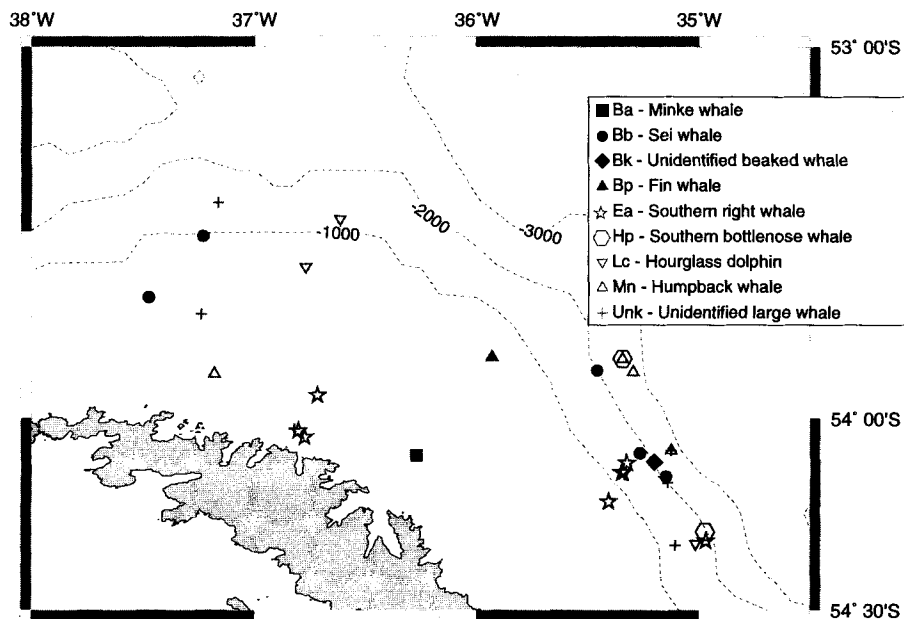 38°W 37°W 36°W 35°W
53° 00'S
Ba - Minke whale
Bb - Sei whale
Bk - Unidentified beaked whale
Bp - Fin whale
Ea - Southern right whale
Hp - Southern bottlenose whale
Lc - Hourglass dolphin
Mn - Humpback whale
Unk - Unidentified large whale
-1000
-2000
-3000
54° 00'S
54° 30'S